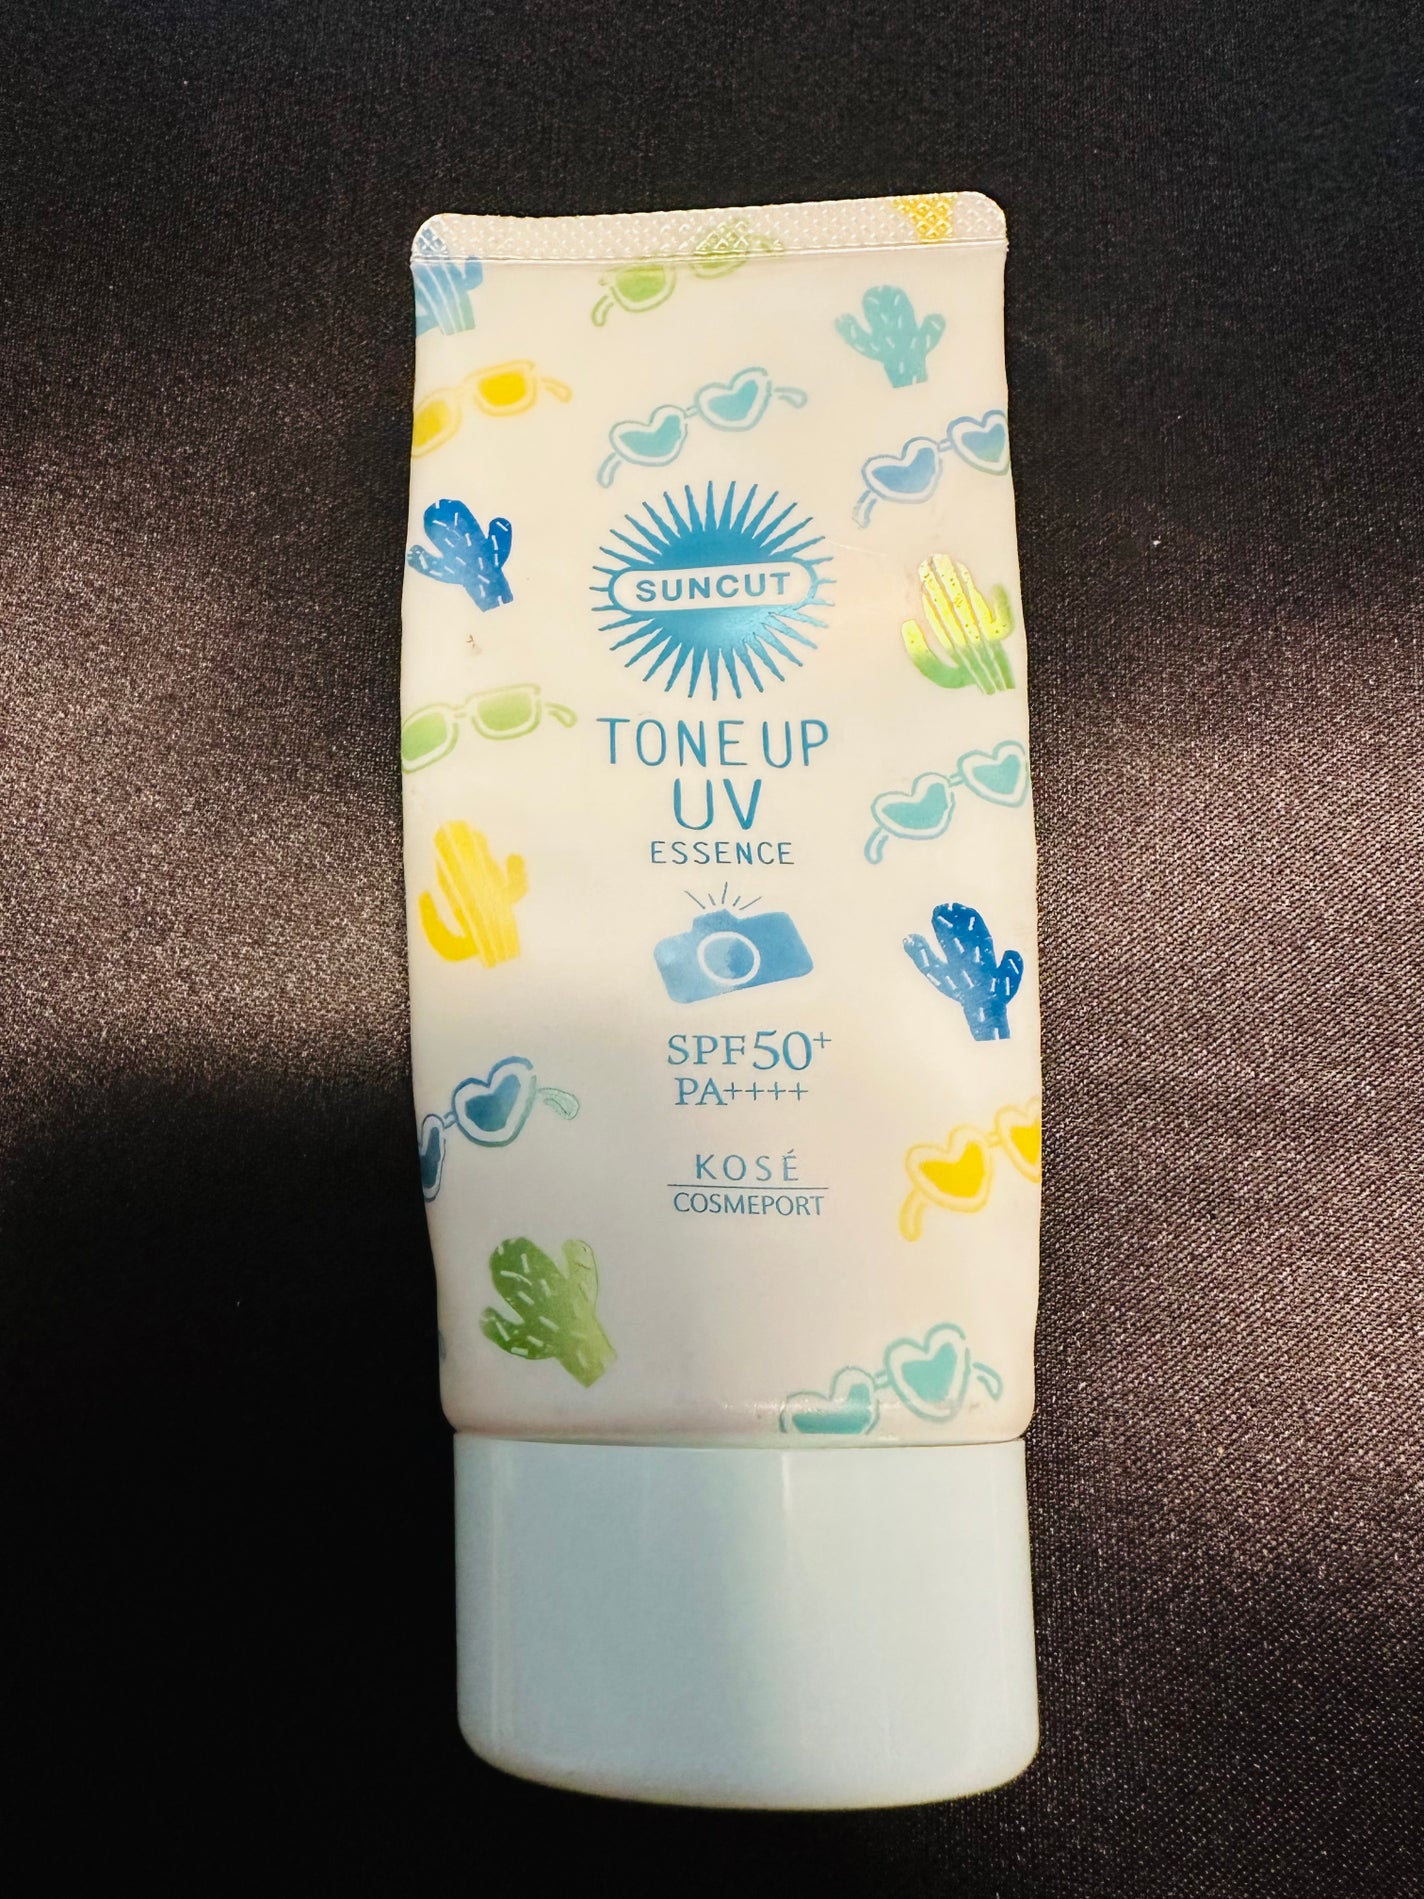 SUNCUT
TONE UP
UV
ESSENCE
SPF50+
PA++++
KOSÉ
COSMEPORT